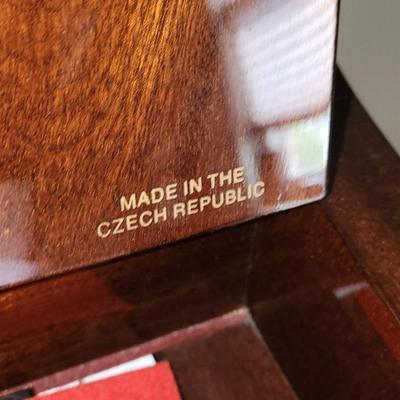 MADE IN THE
CZECH REPUBLIC